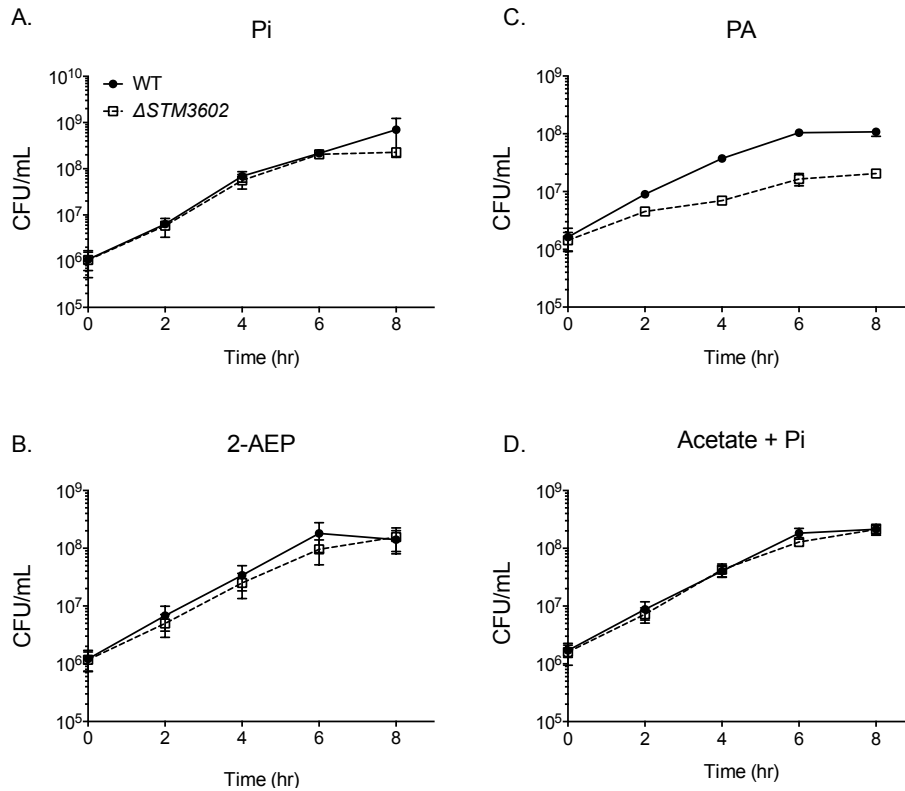 A.
Pi
CFU/mL
10^10
10^9
10^8
10^7
10^6
10^5
WT
ΔSTM3602
0 2 4 6 8
Time (hr)
C.
PA
CFU/mL
10^9
10^8
10^7
10^6
10^5
0 2 4 6 8
Time (hr)
B.
2-AEP
CFU/mL
10^9
10^8
10^7
10^6
10^5
0 2 4 6 8
Time (hr)
D.
Acetate + Pi
CFU/mL
10^9
10^8
10^7
10^6
10^5
0 2 4 6 8
Time (hr)